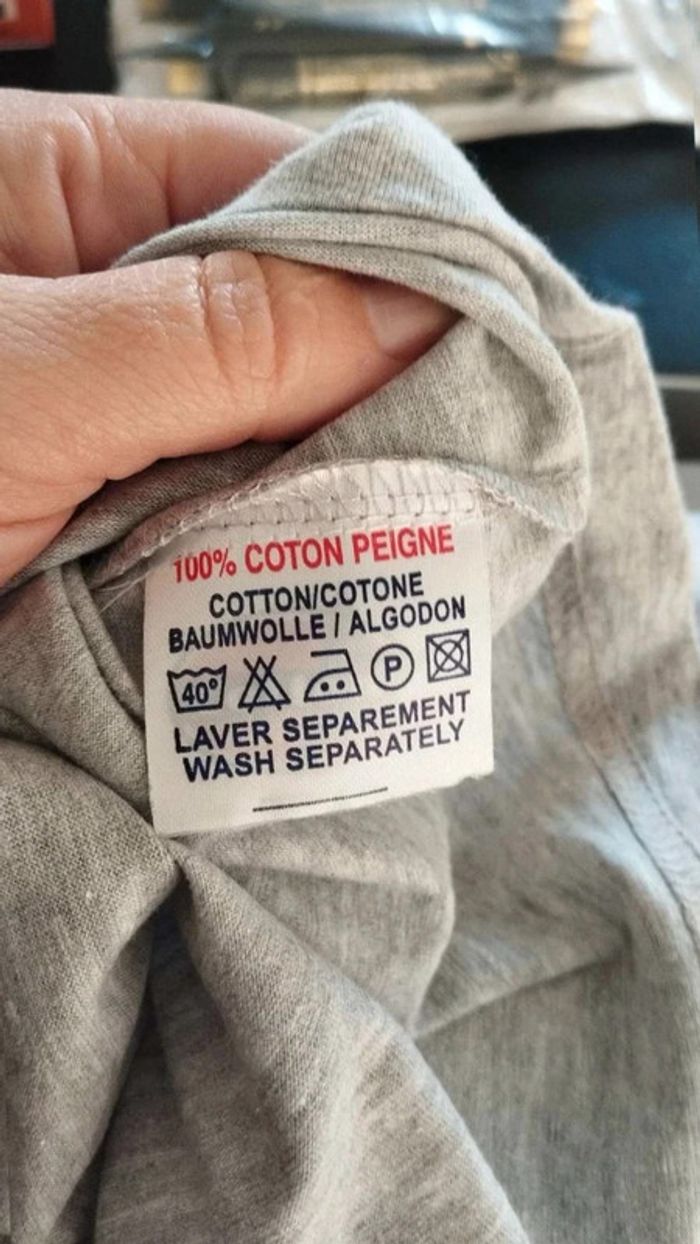 100% COTON PEIGNE
COTTON/COTONE
BAUMWOLLE / ALGODON
40° P
LAVER SEPAREMENT
WASH SEPARATELY